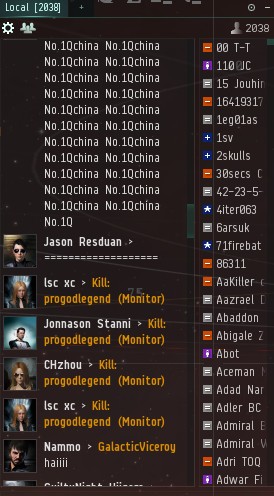 Local [2038]
2038
No.1Qchina No.1Qchina
No.1Qchina No.1Qchina
No.1Qchina No.1Qchina
No.1Qchina No.1Qchina
No.1Qchina No.1Qchina
No.1Qchina No.1Qchina
No.1Qchina No.1Qchina
No.1Qchina No.1Qchina
No.1Qchina No.1Qchina
No.1Qchina No.1Qchina
No.1Q
Jason Resduan >
===================
lsc xc > Kill:
progodlegend (Monitor)
Jonnason Stanni > Kill:
progodlegend (Monitor)
CHzhou > Kill:
progodlegend (Monitor)
lsc xc > Kill:
progodlegend (Monitor)
Nammo > GalacticViceroy
haiiii
00 T-T
110 JC
15 Jouhin
16419317
1eg01as
1sv
2skulls
30secs
42-23-5-
4iter063
6arsuk
71firebat
86311
AaKiller
Aazrael
Abaddon
Abigale
Abot
Aceman
Adad Nar
Adler BC
Admiral
Admiral
Adri TOQ
Adwar Fi